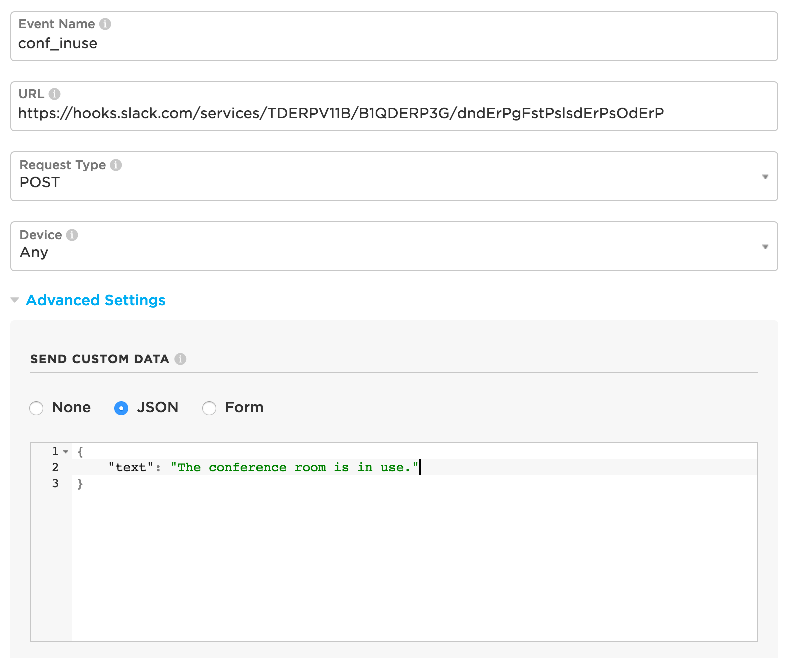 Event Name
conf_inuse
URL
https://hooks.slack.com/services/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
Request Type
POST
Device
Any
Advanced Settings
SEND CUSTOM DATA
None JSON Form
1 {
2 "text": "The conference room is in use."
3 }